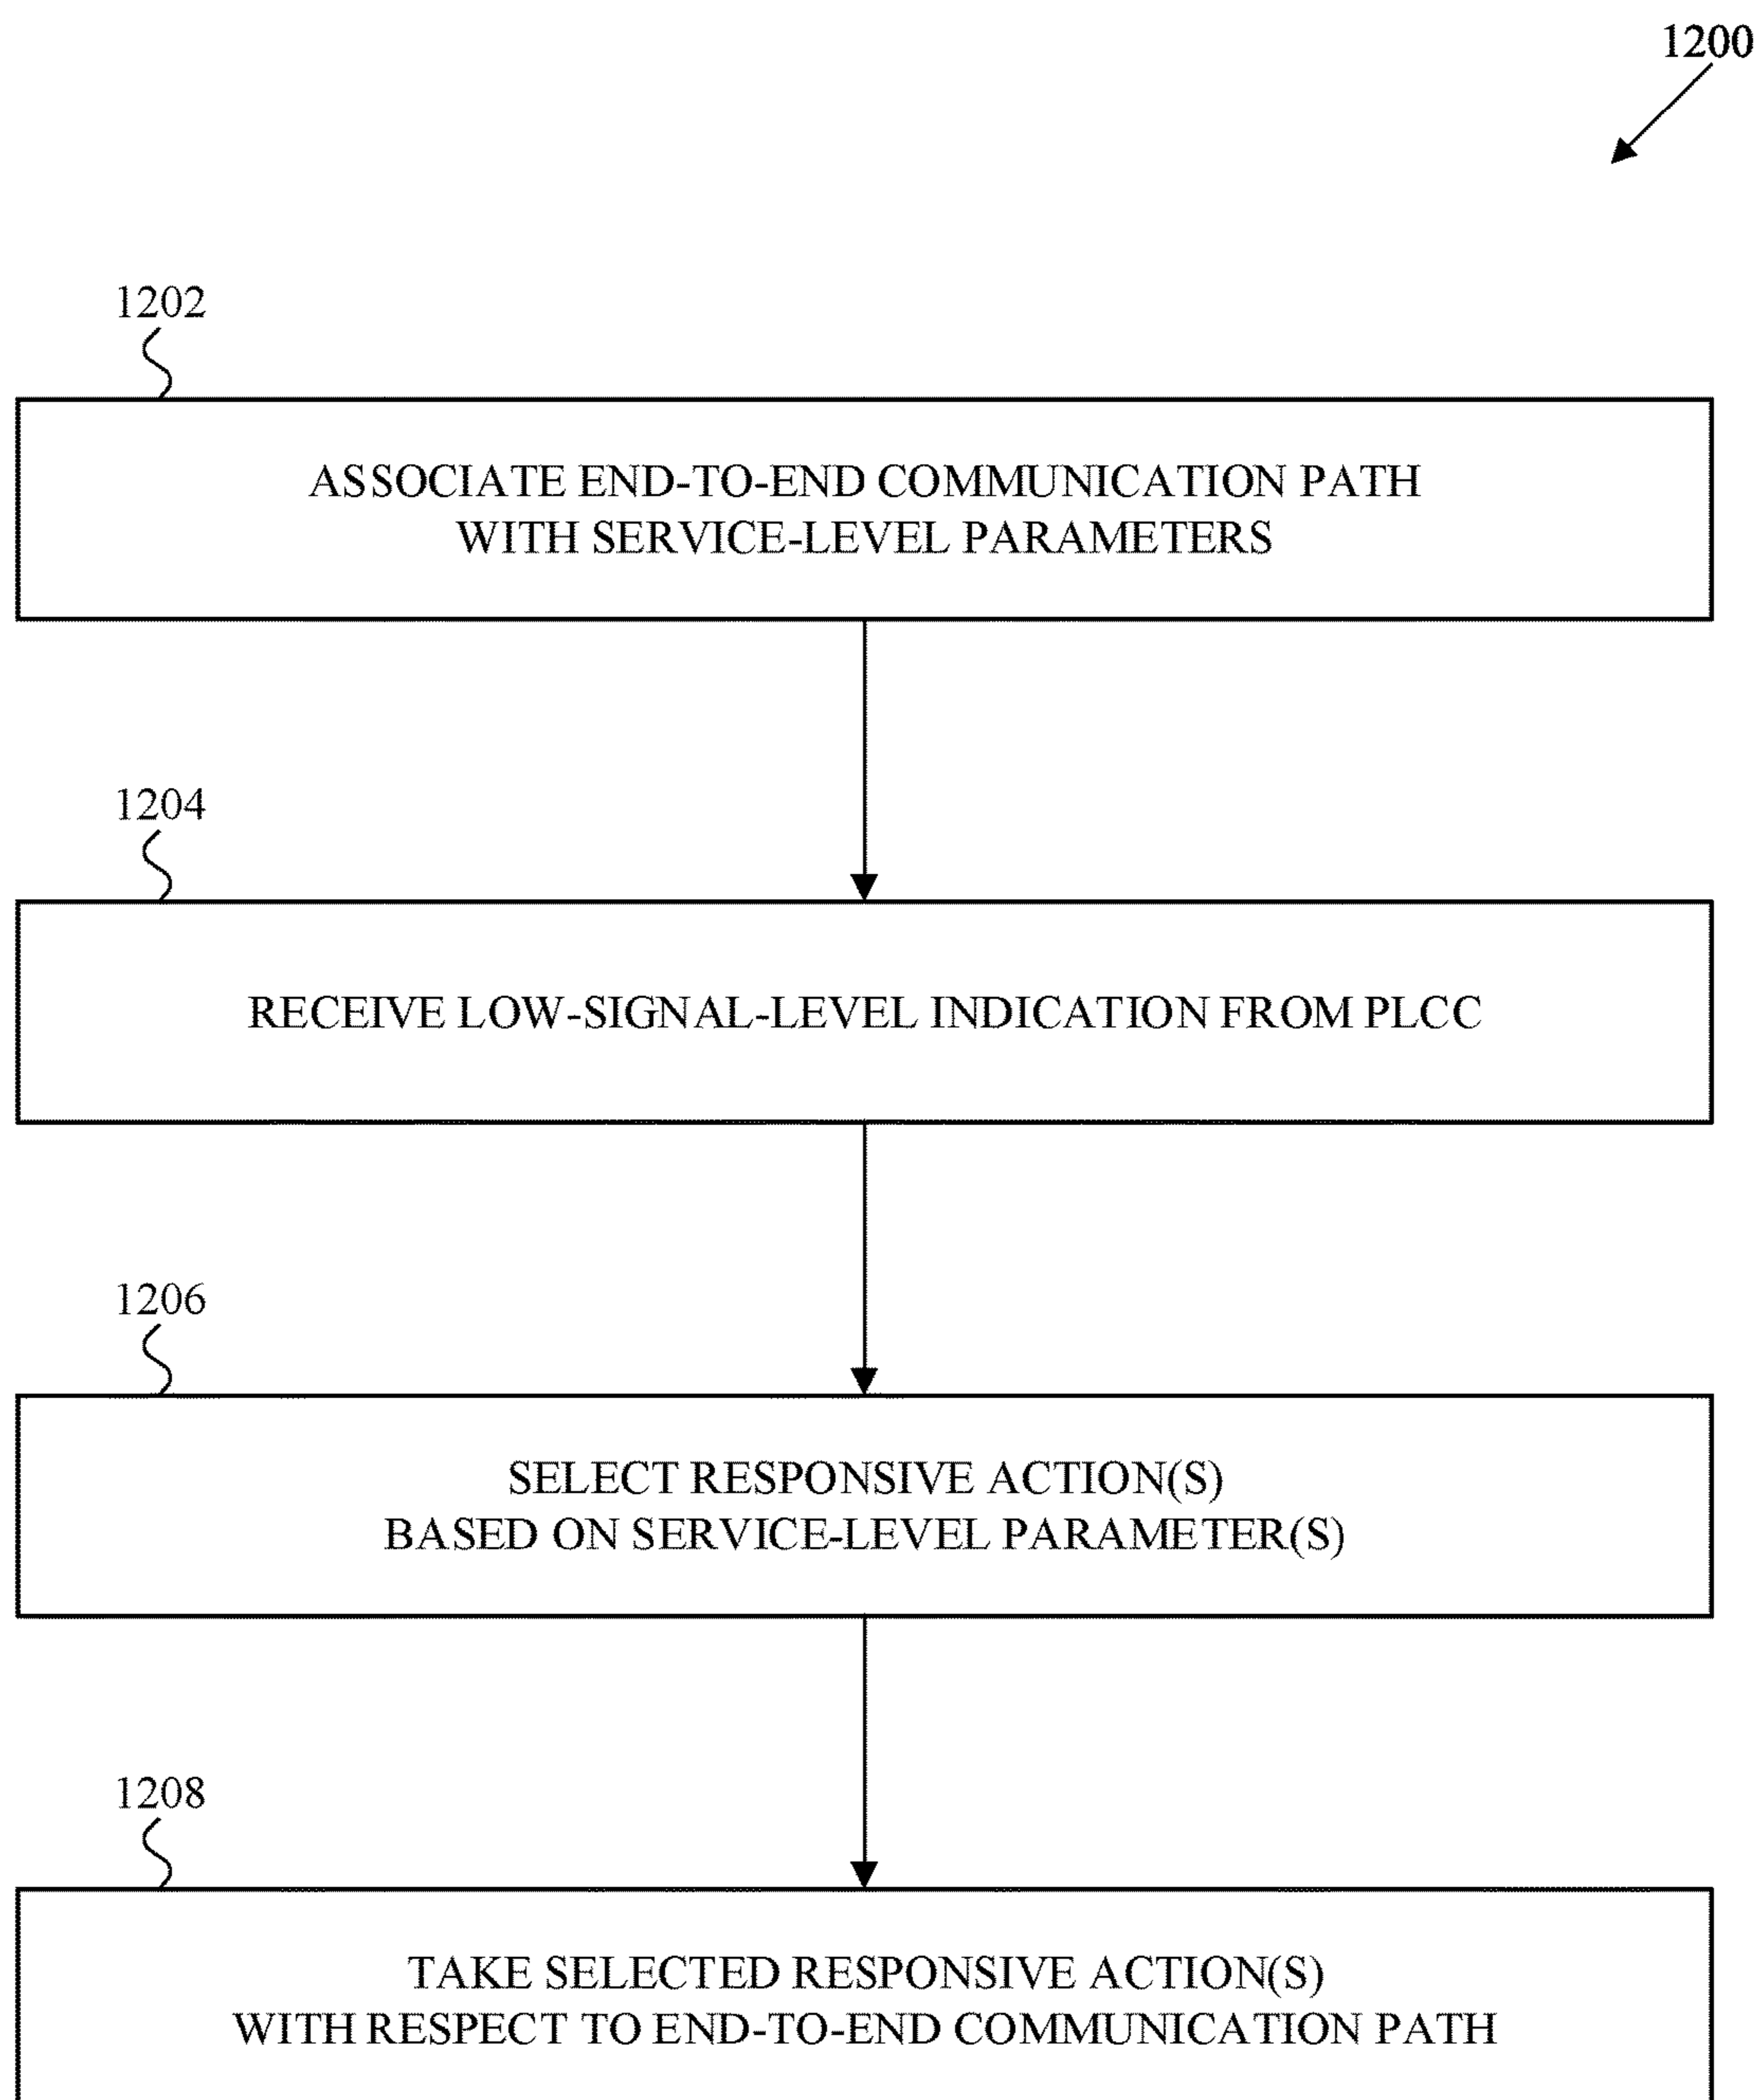 1200
1202
ASSOCIATE END-TO-END COMMUNICATION PATH
WITH SERVICE-LEVEL PARAMETERS
1204
RECEIVE LOW-SIGNAL-LEVEL INDICATION FROM PLCC
1206
SELECT RESPONSIVE ACTION(S)
BASED ON SERVICE-LEVEL PARAMETER(S)
1208
TAKE SELECTED RESPONSIVE ACTION(S)
WITH RESPECT TO END-TO-END COMMUNICATION PATH